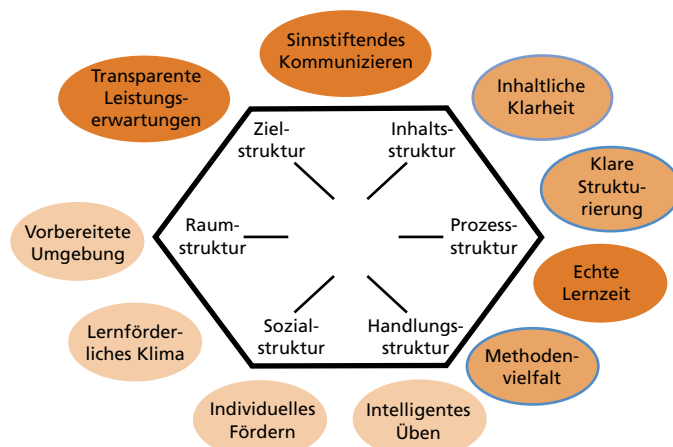 Sinnstiftendes
Kommunizieren
Transparente
Leistungs-
erwartungen
Inhaltliche
Klarheit
Ziel-
struktur
Inhalts-
struktur
Klare
Struktu-
rierung
Vorbereitete
Umgebung
Raum-
struktur
Prozess-
struktur
Echte
Lernzeit
Lernförder-
liches Klima
Sozial-
struktur
Handlungs-
struktur
Methoden-
vielfalt
Individuelles
Fördern
Intelligentes
Üben